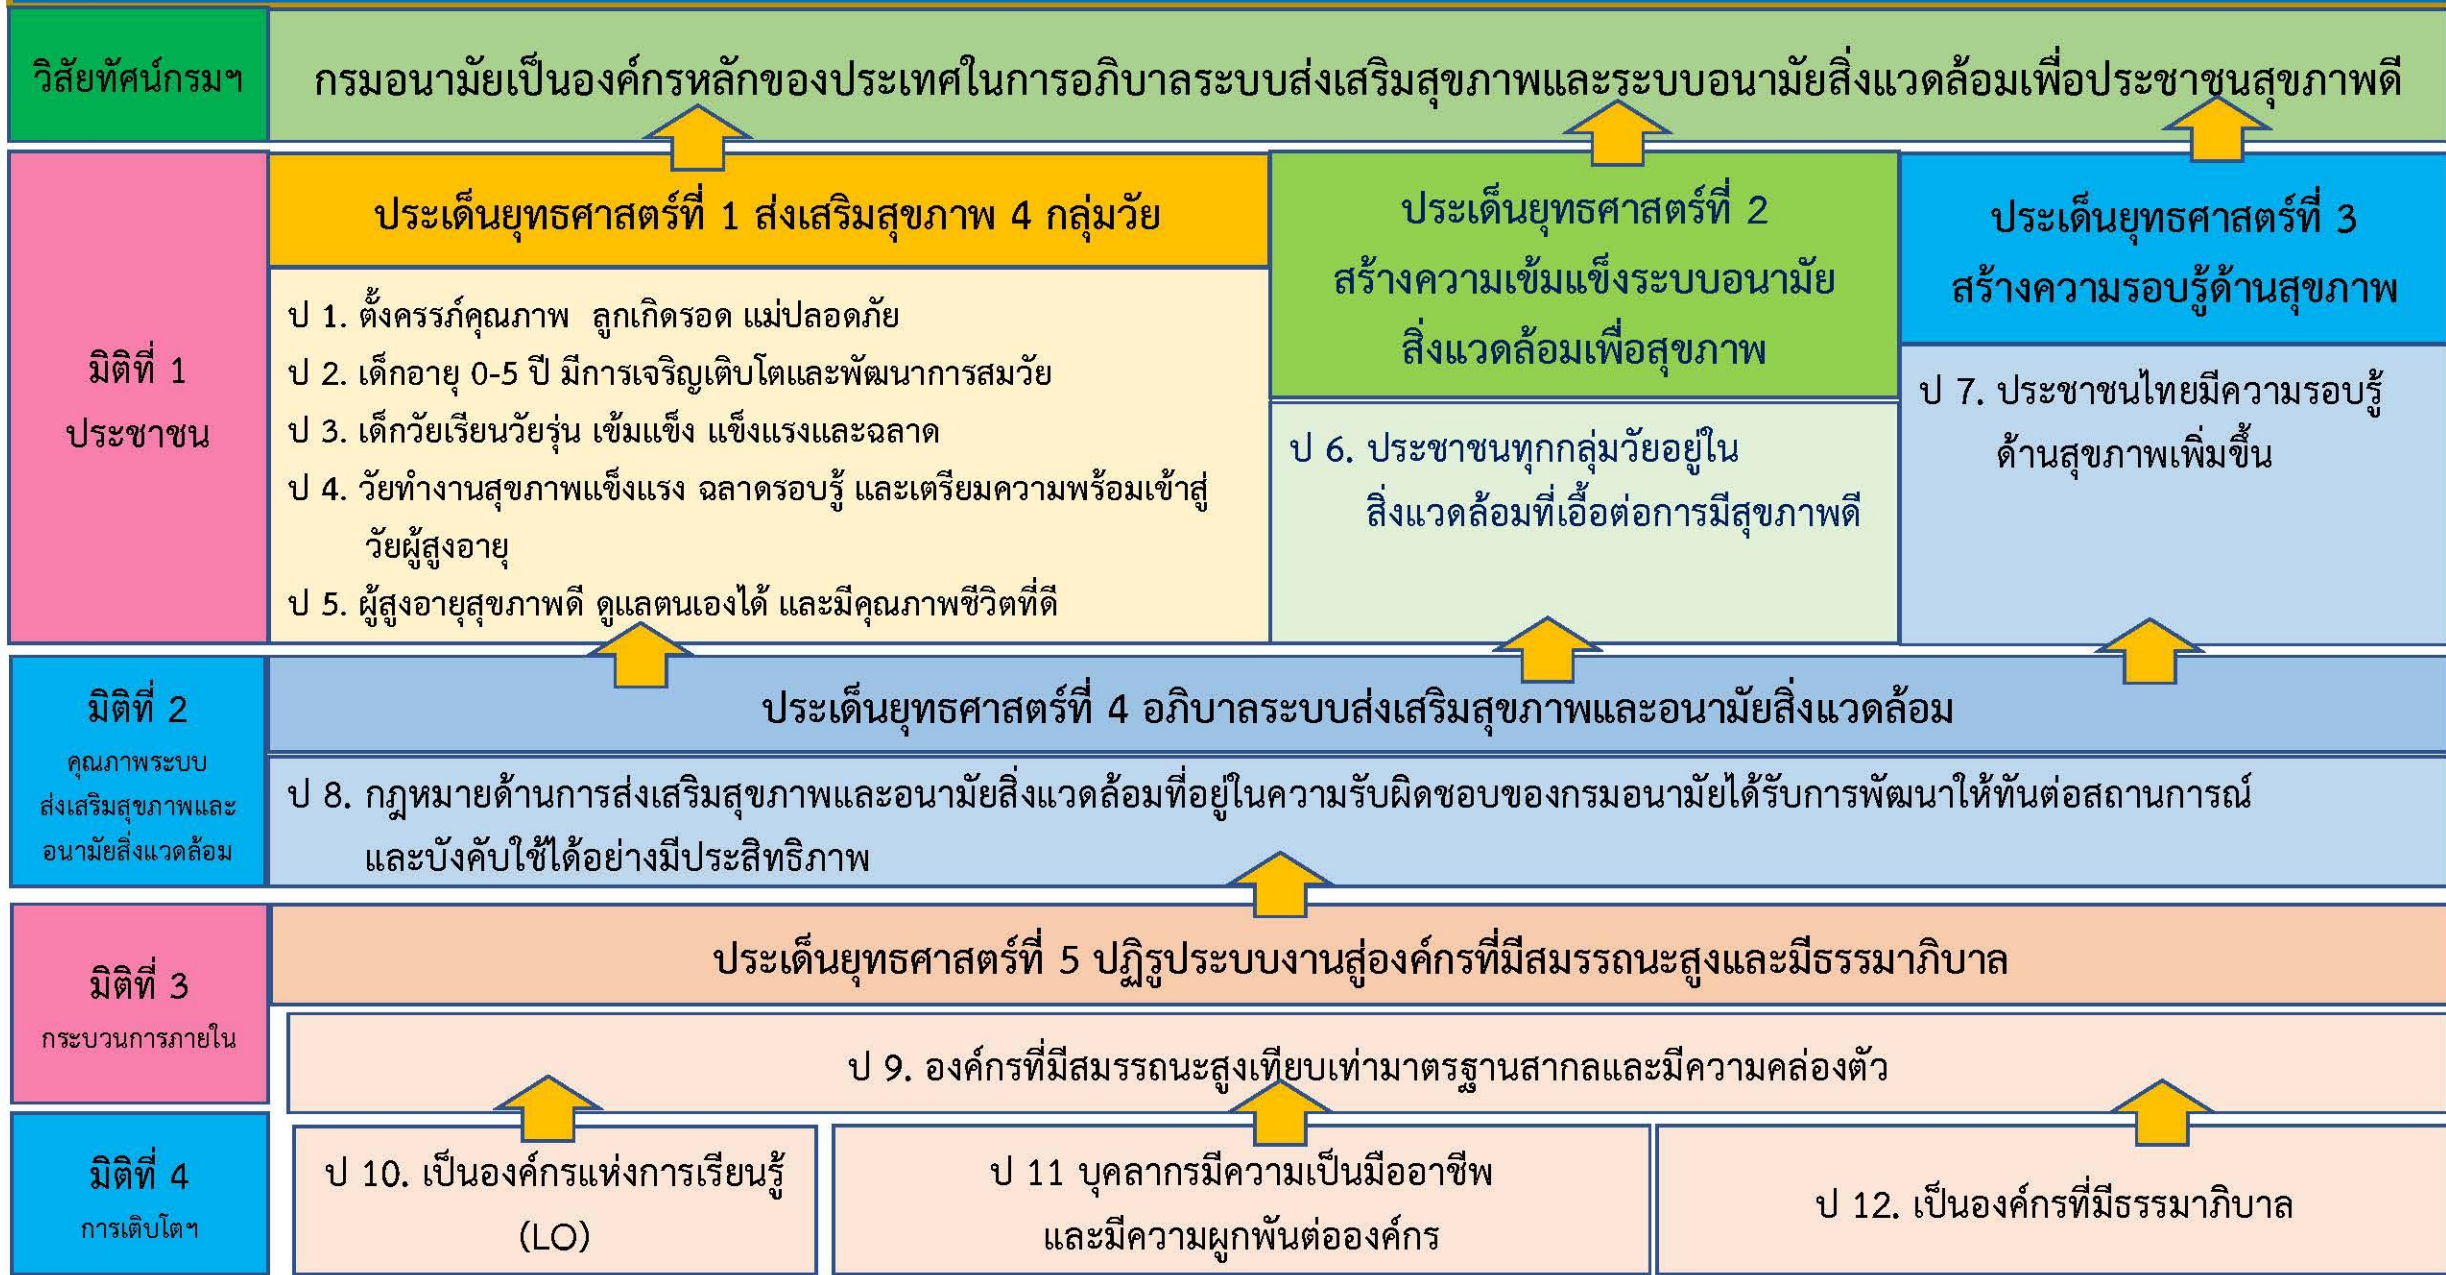 วิสัยทัศน์กรมฯ
กรมอนามัยเป็นองค์กรหลักของประเทศในการอภิบาลระบบส่งเสริมสุขภาพและระบบอนามัยสิ่งแวดล้อมเพื่อประชาชนสุขภาพดี
มิติที่ 1
ประชาชน
ประเด็นยุทธศาสตร์ที่ 1 ส่งเสริมสุขภาพ 4 กลุ่มวัย
ป 1. ตั้งครรภ์คุณภาพ ลูกเกิดรอด แม่ปลอดภัย
ป 2. เด็กอายุ 0-5 ปี มีการเจริญเติบโตและพัฒนาการสมวัย
ป 3. เด็กวัยเรียนวัยรุ่น เข้มแข็ง แข็งแรงและฉลาด
ป 4. วัยทำงานสุขภาพแข็งแรง ฉลาดรอบรู้ และเตรียมความพร้อมเข้าสู่
วัยผู้สูงอายุ
ป 5. ผู้สูงอายุสุขภาพดี ดูแลตนเองได้ และมีคุณภาพชีวิตที่ดี
ประเด็นยุทธศาสตร์ที่ 2
สร้างความเข้มแข็งระบบอนามัย
สิ่งแวดล้อมเพื่อสุขภาพ
ป 6. ประชาชนทุกกลุ่มวัยอยู่ใน
สิ่งแวดล้อมที่เอื้อต่อการมีสุขภาพดี
ประเด็นยุทธศาสตร์ที่ 3
สร้างความรอบรู้ด้านสุขภาพ
ป 7. ประชาชนไทยมีความรอบรู้
ด้านสุขภาพเพิ่มขึ้น
มิติที่ 2
คุณภาพระบบ
ส่งเสริมสุขภาพและ
อนามัยสิ่งแวดล้อม
ประเด็นยุทธศาสตร์ที่ 4 อภิบาลระบบส่งเสริมสุขภาพและอนามัยสิ่งแวดล้อม
ป 8. กฎหมายด้านการส่งเสริมสุขภาพและอนามัยสิ่งแวดล้อมที่อยู่ในความรับผิดชอบของกรมอนามัยได้รับการพัฒนาให้ทันต่อสถานการณ์
และบังคับใช้ได้อย่างมีประสิทธิภาพ
มิติที่ 3
กระบวนการภายใน
ประเด็นยุทธศาสตร์ที่ 5 ปฏิรูประบบงานสู่องค์กรที่มีสมรรถนะสูงและมีธรรมาภิบาล
ป 9. องค์กรที่มีสมรรถนะสูงเทียบเท่ามาตรฐานสากลและมีความคล่องตัว
มิติที่ 4
การเติบโตฯ
ป 10. เป็นองค์กรแห่งการเรียนรู้
(LO)
ป 11 บุคลากรมีความเป็นมืออาชีพ
และมีความผูกพันต่อองค์กร
ป 12. เป็นองค์กรที่มีธรรมาภิบาล